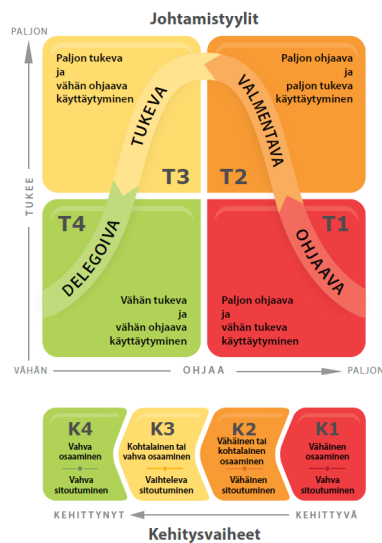 Johtamistyylit
PALJON
Paljon tukeva
ja
vähän ohjaava
käyttäytyminen
Paljon ohjaava
ja
paljon tukeva
käyttäytyminen
TUKEVA
VALMENTAVA
T3
T2
TUKEE
T4
T1
DELEGOIVA
OHJAAVA
Vähän tukeva
ja
vähän ohjaava
käyttäytyminen
Paljon ohjaava
ja
vähän tukeva
käyttäytyminen
VÄHÄN
OHJAA
PALJON
K4
Vahva
osaaminen
Vahva
sitoutuminen
K3
Kohtalainen tai
vahva osaaminen
Vaihteleva
sitoutuminen
K2
Vähäinen tai
kohtalainen
osaaminen
Vähäinen
sitoutuminen
K1
Vähäinen
osaaminen
Vahva
sitoutuminen
KEHITTYNYT
KEHITTYVÄ
Kehitysvaiheet